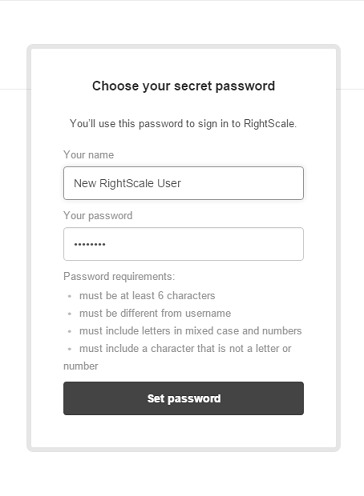 Choose your secret password
You'll use this password to sign in to RightScale.
Your name
New RightScale User
Your password
••••••••
Password requirements:
• must be at least 6 characters
• must be different from username
• must include letters in mixed case and numbers
• must include a character that is not a letter or
number
Set password